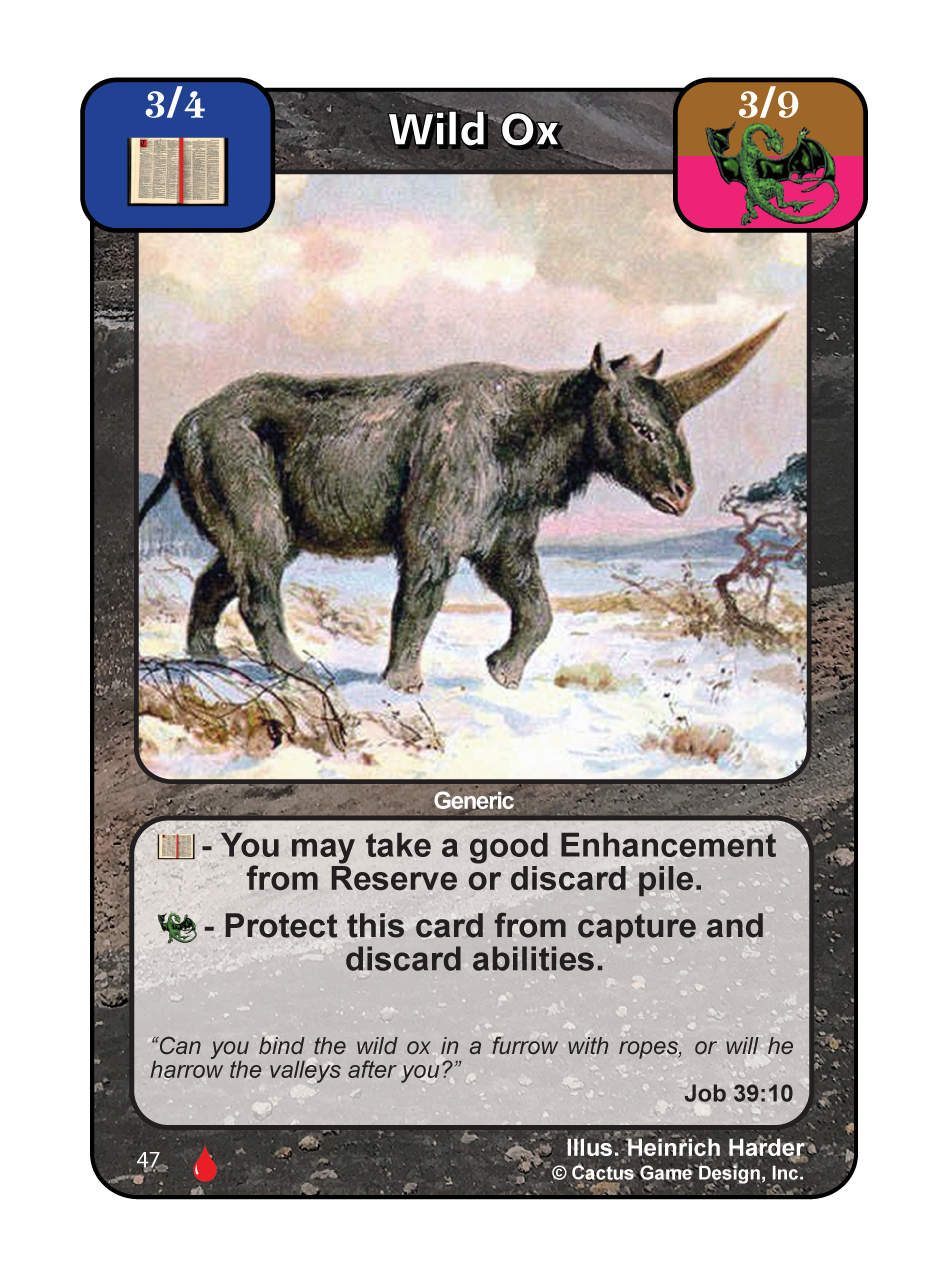 3/4
Wild Ox
3/9
Generic
- You may take a good Enhancement
from Reserve or discard pile.
- Protect this card from capture and
discard abilities.
“Can you bind the wild ox in a furrow with ropes, or will he
harrow the valleys after you?”
Job 39:10
47
Illus. Heinrich Harder
© Cactus Game Design, Inc.